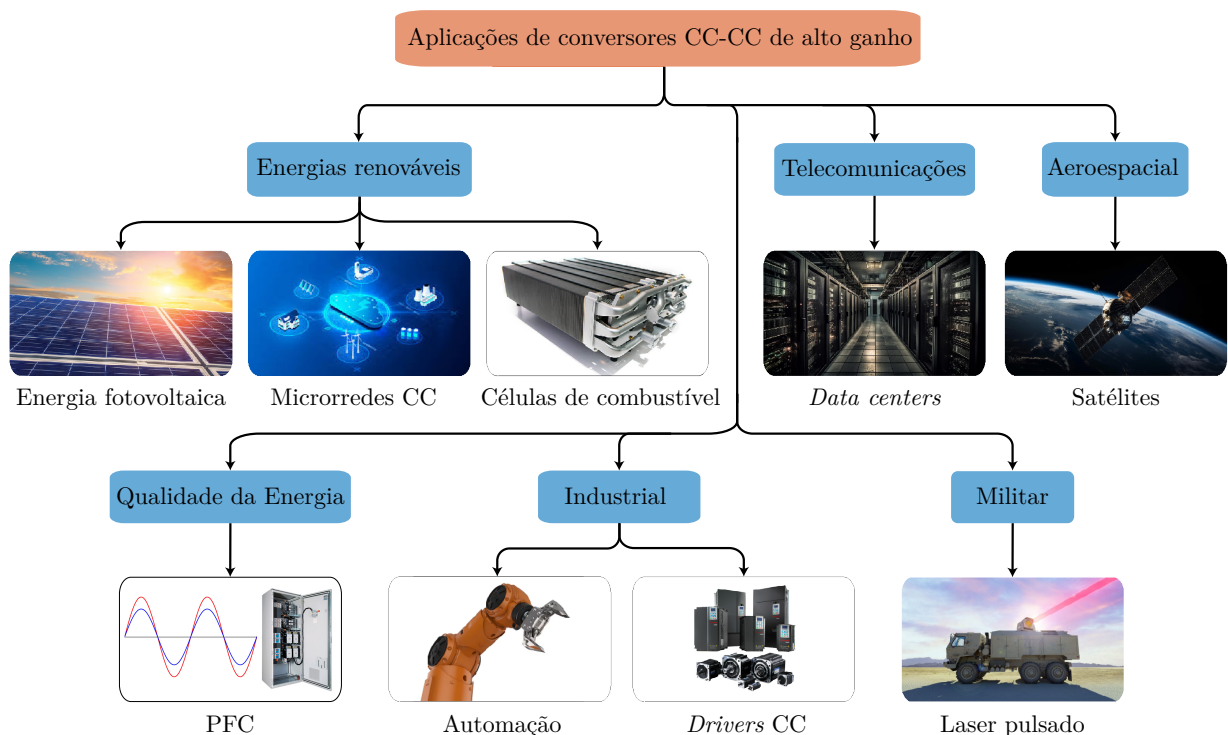 Aplicações de conversores CC-CC de alto ganho
Energias renováveis
Telecomunicações
Aeroespacial
Energia fotovoltaica
Microrredes CC
Células de combustível
Data centers
Satélites
Qualidade da Energia
Industrial
Militar
PFC
Automação
Drivers CC
Laser pulsado